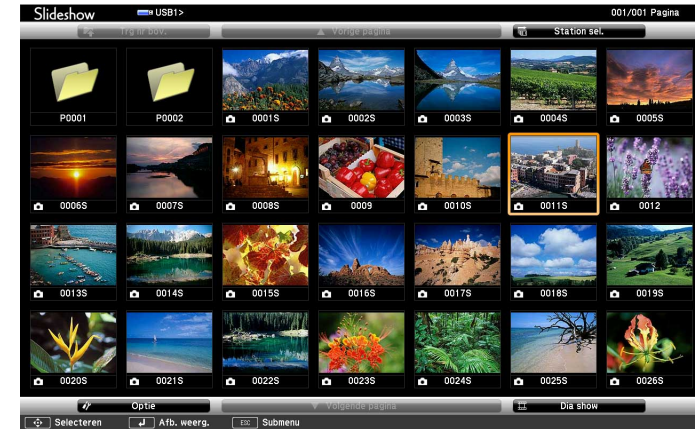 Slideshow USB1> 001/001 Pagina
Trg nr bov. ▲ Vorige pagina Station sel.
P0001 P0002 0001S 0002S 0003S 0004S 0005S
0006S 0007S 0008S 0009 0010S 0011S 0012
0013S 0014S 0015S 0016S 0017S 0018S 0019S
0020S 0021S 0022S 0023S 0024S 0025S 0026S
Optie ▼ Volgende pagina Dia show
Selecteren Afb. weerg. ESC Submenu